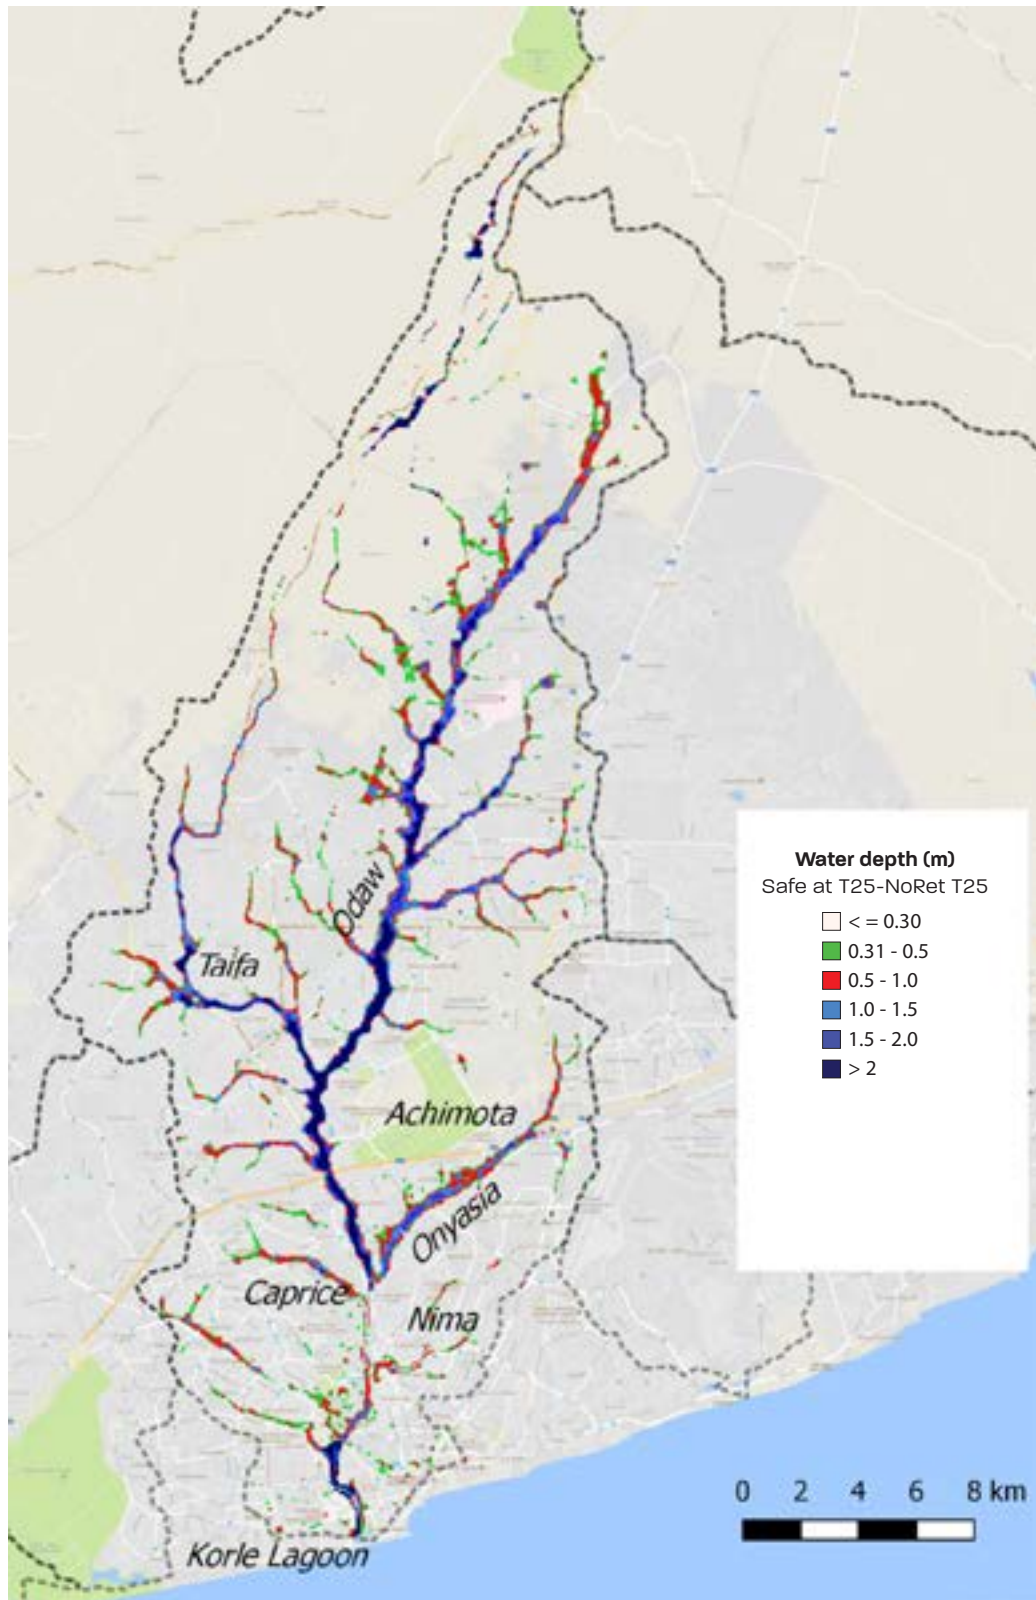 Odaw
Taifa
Achimota
Onyasia
Caprice
Nima
Korle Lagoon
Water depth (m)
Safe at T25-NoRet T25
< = 0.30
0.31 - 0.5
0.5 - 1.0
1.0 - 1.5
1.5 - 2.0
> 2
0 2 4 6 8 km